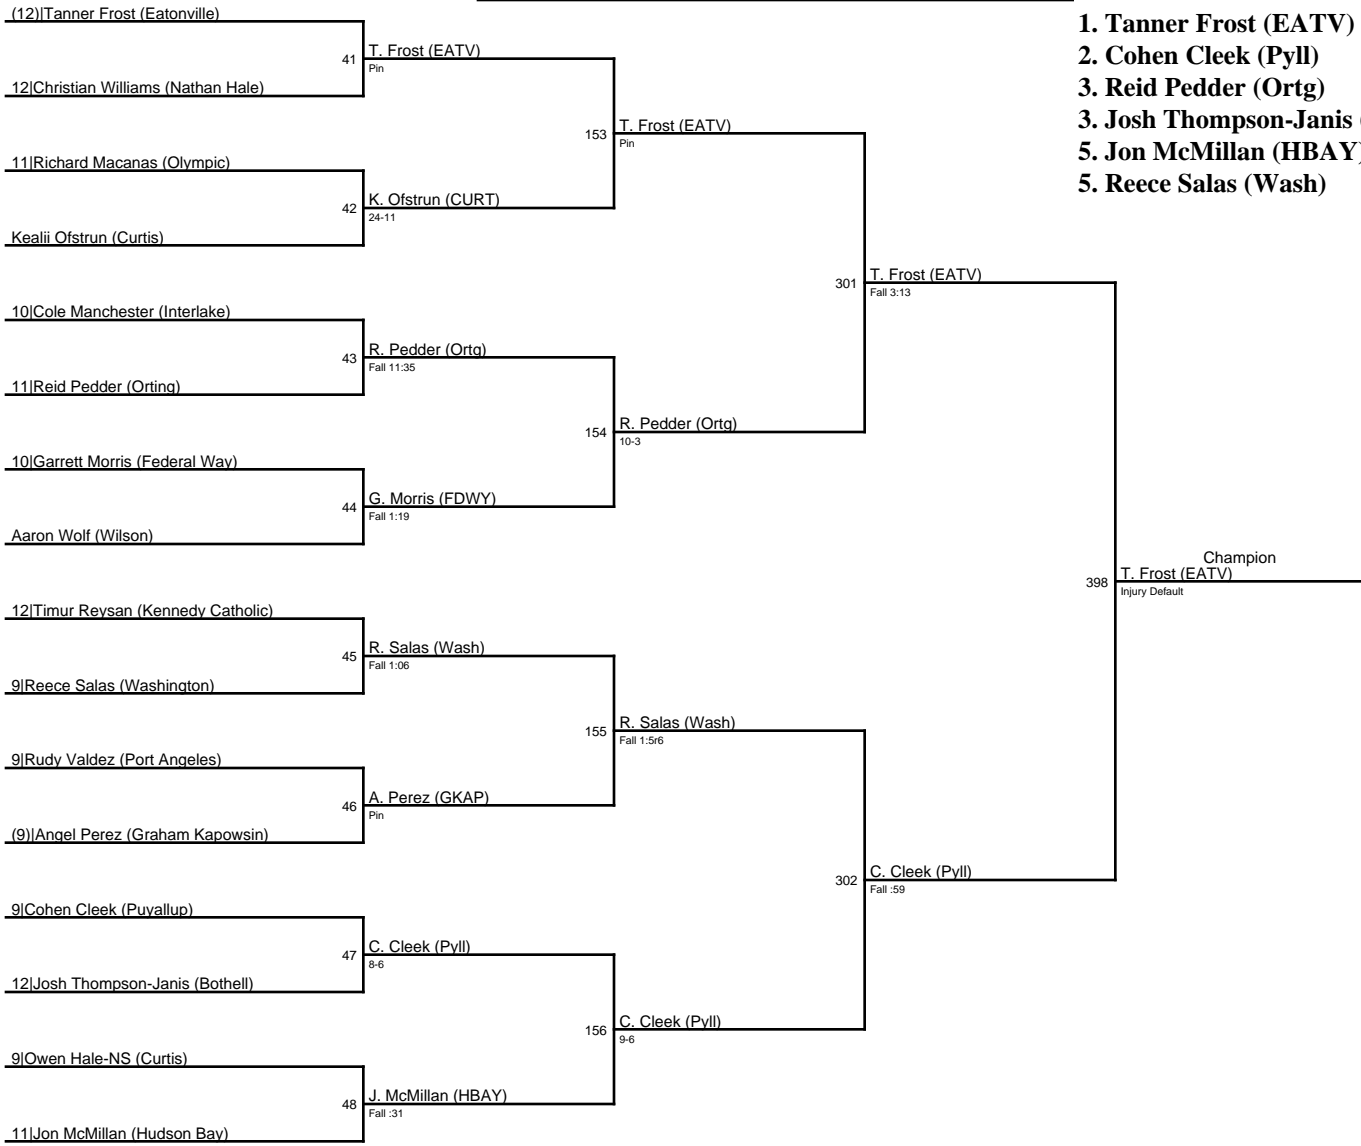 (12)|Tanner Frost (Eatonville)
41
T. Frost (EATV)
Pin
12|Christian Williams (Nathan Hale)
153
T. Frost (EATV)
Pin
11|Richard Macanas (Olympic)
42
K. Ofstrun (CURT)
24-11
Kealii Ofstrun (Curtis)
301
T. Frost (EATV)
Fall 3:13
10|Cole Manchester (Interlake)
43
R. Pedder (Ortg)
Fall 11:35
11|Reid Pedder (Orting)
154
R. Pedder (Ortg)
10-3
10|Garrett Morris (Federal Way)
44
G. Morris (FDWY)
Fall 1:19
Aaron Wolf (Wilson)
Champion
398
T. Frost (EATV)
Injury Default
12|Timur Reysan (Kennedy Catholic)
45
R. Salas (Wash)
Fall 1:06
9|Reece Salas (Washington)
155
R. Salas (Wash)
Fall 1:5r6
9|Rudy Valdez (Port Angeles)
46
A. Perez (GKAP)
Pin
(9)|Angel Perez (Graham Kapowsin)
302
C. Cleek (Pyll)
Fall :59
9|Cohen Cleek (Puyallup)
47
C. Cleek (Pyll)
8-6
12|Josh Thompson-Janis (Bothell)
156
C. Cleek (Pyll)
9-6
9|Owen Hale-NS (Curtis)
48
J. McMillan (HBAY)
Fall :31
11|Jon McMillan (Hudson Bay)
1. Tanner Frost (EATV)
2. Cohen Cleek (Pyll)
3. Reid Pedder (Ortg)
3. Josh Thompson-Janis (
5. Jon McMillan (HBAY)
5. Reece Salas (Wash)